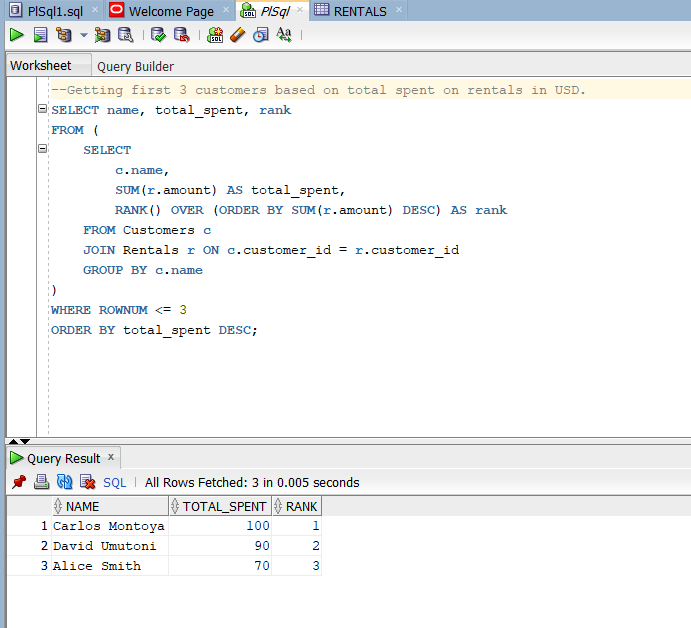 PlSql1.sql × Welcome Page × PlSql × RENTALS ×
SQL SQL Aa
Worksheet Query Builder
--Getting first 3 customers based on total spent on rentals in USD.
SELECT name, total_spent, rank
FROM (
SELECT
c.name,
SUM(r.amount) AS total_spent,
RANK() OVER (ORDER BY SUM(r.amount) DESC) AS rank
FROM Customers c
JOIN Rentals r ON c.customer_id = r.customer_id
GROUP BY c.name
)
WHERE ROWNUM <= 3
ORDER BY total_spent DESC;
Query Result ×
SQL | All Rows Fetched: 3 in 0.005 seconds
NAME TOTAL_SPENT RANK
1 Carlos Montoya 100 1
2 David Umutoni 90 2
3 Alice Smith 70 3